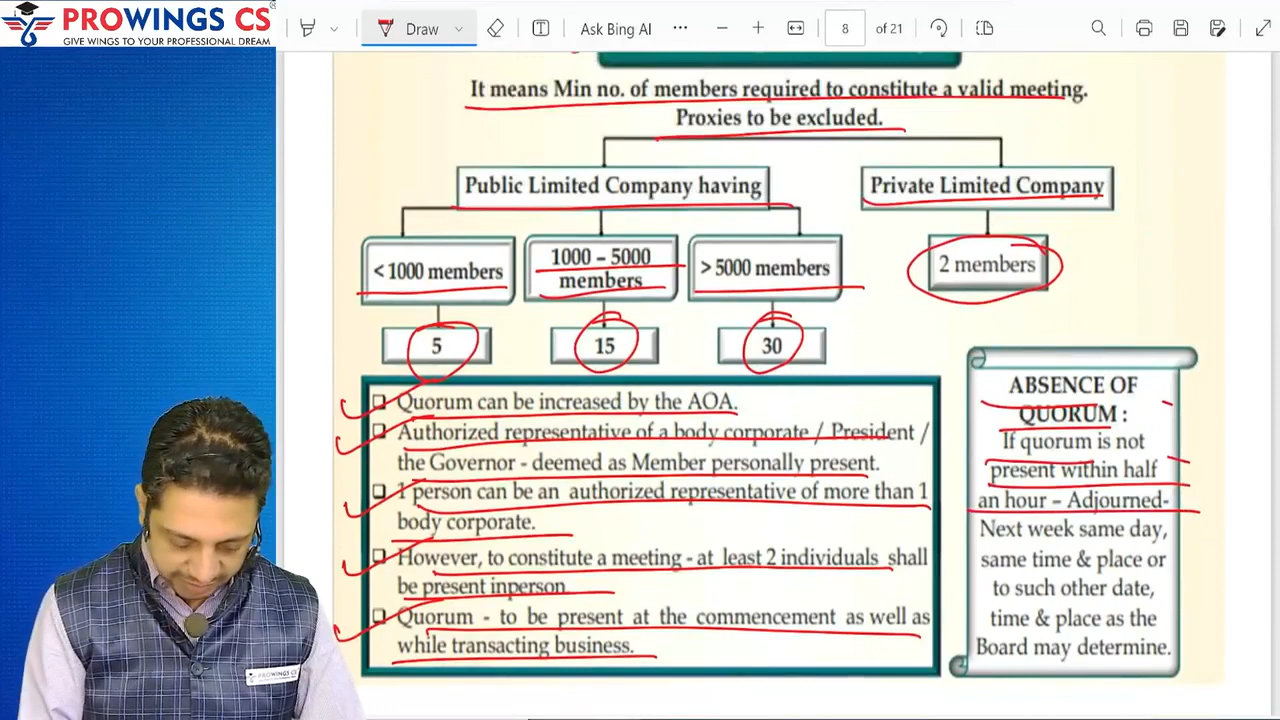 PROWINGS CS
GIVE WINGS TO YOUR PROFESSIONAL DREAM
Draw
Ask Bing AI
8
of 21
It means Min no. of members required to constitute a valid meeting.
Proxies to be excluded.
Public Limited Company having
Private Limited Company
< 1000 members
1000 – 5000
members
> 5000 members
2 members
5
15
30
Quorum can be increased by the AOA.
Authorized representative of a body corporate / President /
the Governor - deemed as Member personally present.
1 person can be an authorized representative of more than 1
body corporate.
However, to constitute a meeting - at least 2 individuals shall
be present inperson.
Quorum - to be present at the commencement as well as
while transacting business.
ABSENCE OF
QUORUM :
If quorum is not
present within half
an hour – Adjourned-
Next week same day,
same time & place or
to such other date,
time & place as the
Board may determine.
PROWINGS CS